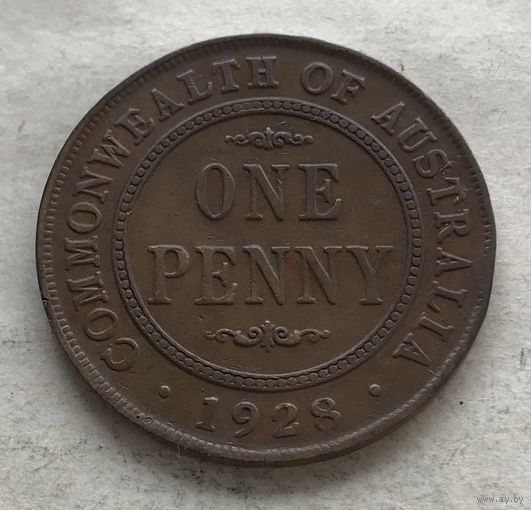 COMMONWEALTH OF AUSTRALIA
ONE
PENNY
· 1928 ·
www.ay.by